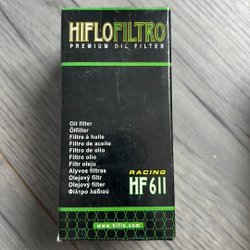 HIFLOFILTRO
PREMIUM OIL FILTER
Oil filter
Ölfilter
Filtre à huile
Filtro de aceite
Filtro de olio
Filtro olio
Filtr oleju
Alyvos filtras
Olejový filtr
Olejový filter
Φίλτρο λαδιού
RACING
HF611
www.hiflo.com